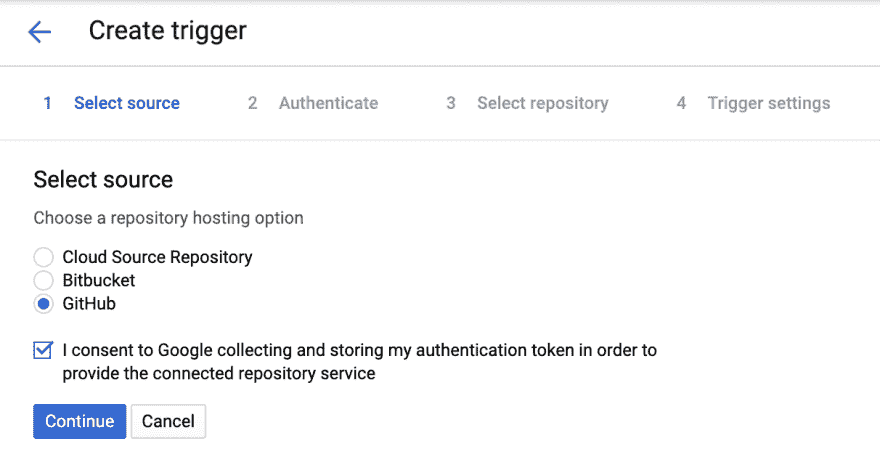 Create trigger
1 Select source 2 Authenticate 3 Select repository 4 Trigger settings
Select source
Choose a repository hosting option
Cloud Source Repository
Bitbucket
GitHub
I consent to Google collecting and storing my authentication token in order to
provide the connected repository service
Continue Cancel